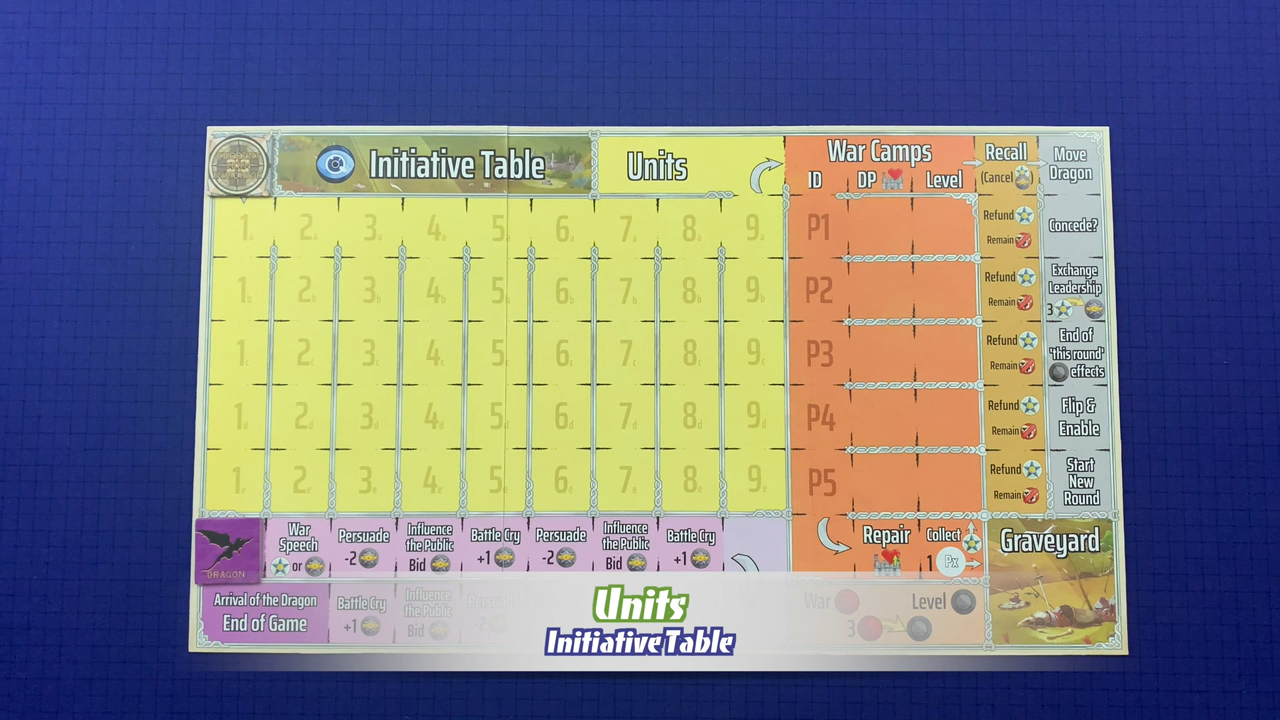 Initiative Table
Units
War Camps
ID DP Level
Recall
(Cancel )
Move
Dragon
1a 2a 3a 4a 5a 6a 7a 8a 9a
P1
Refund
Remain
Concede?
1b 2b 3b 4b 5b 6b 7b 8b 9b
P2
Refund
Remain
Exchange
Leadership
3
1c 2c 3c 4c 5c 6c 7c 8c 9c
P3
Refund
Remain
End of
'this round'
effects
1d 2d 3d 4d 5d 6d 7d 8d 9d
P4
Refund
Remain
Flip &
Enable
1e 2e 3e 4e 5e 6e 7e 8e 9e
P5
Refund
Remain
Start
New
Round
DRAGON
War
Speech
or
Persuade
-2
Influence
the Public
Bid
Battle Cry
+1
Persuade
-2
Influence
the Public
Bid
Battle Cry
+1
Repair
Collect
1 Px
Graveyard
Arrival of the Dragon
End of Game
Battle Cry
+1
Influence
the Public
Bid
Persuade
-2
War
Level
3
Units
Initiative Table